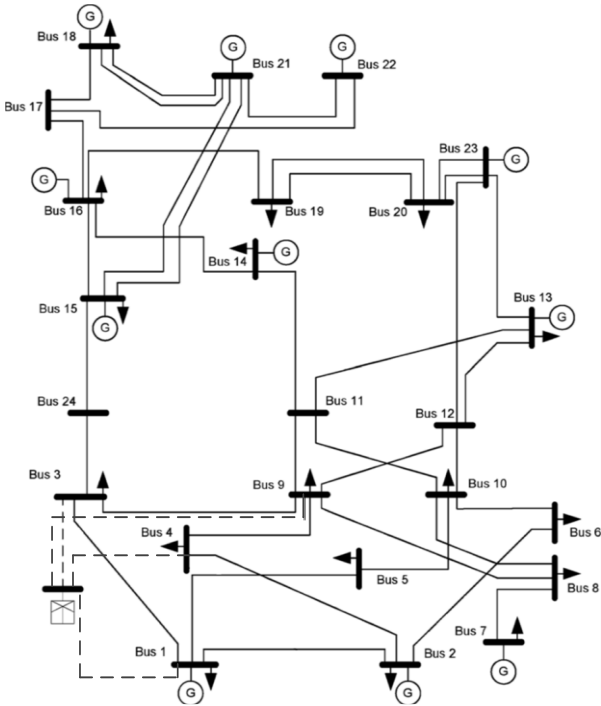 G
Bus 18
G
Bus 21
G
Bus 22
Bus 17
Bus 23
G
G
Bus 16
Bus 19
Bus 20
Bus 14
G
Bus 15
G
Bus 13
G
Bus 24
Bus 11
Bus 12
Bus 3
Bus 9
Bus 10
Bus 4
Bus 6
Bus 5
Bus 8
Bus 7
Bus 1
Bus 2
G
G
G